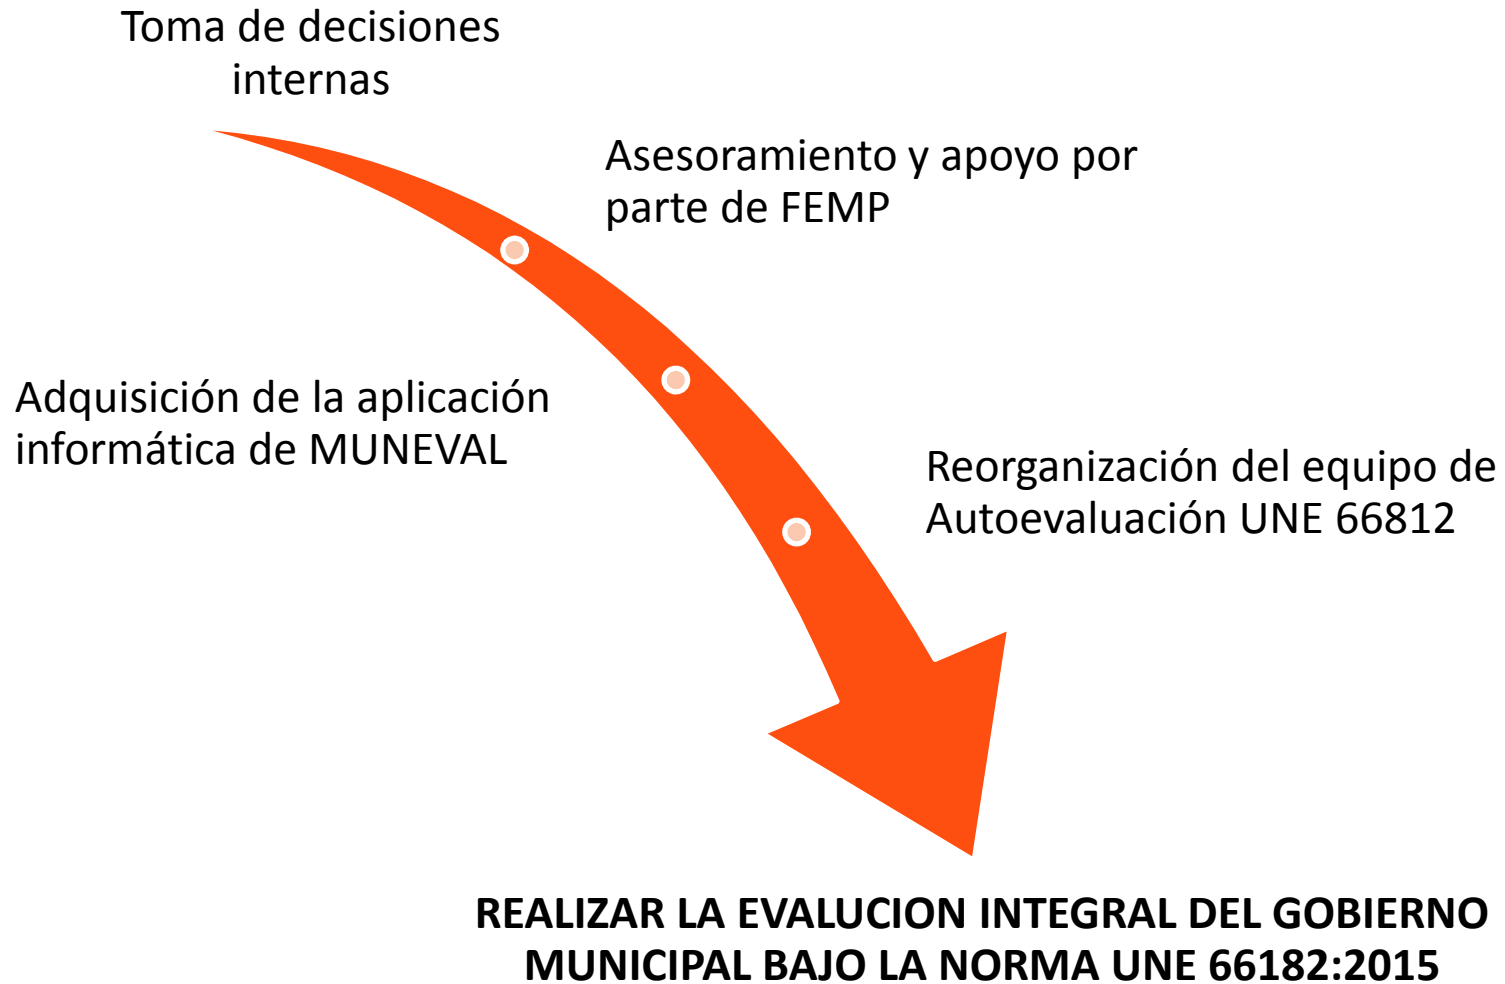 Toma de decisiones
internas
Asesoramiento y apoyo por
parte de FEMP
Adquisición de la aplicación
informática de MUNEVAL
Reorganización del equipo de
Autoevaluación UNE 66812
REALIZAR LA EVALUCION INTEGRAL DEL GOBIERNO
MUNICIPAL BAJO LA NORMA UNE 66182:2015